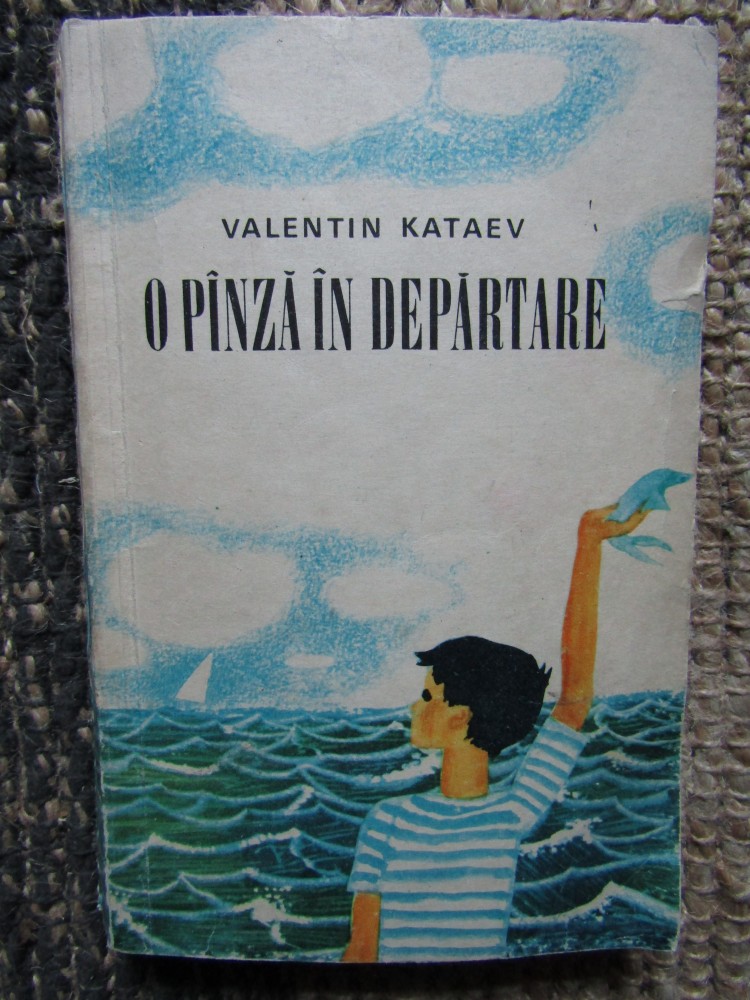 VALENTIN KATAEV
O PÎNZĂ ÎN DEPĂRTARE